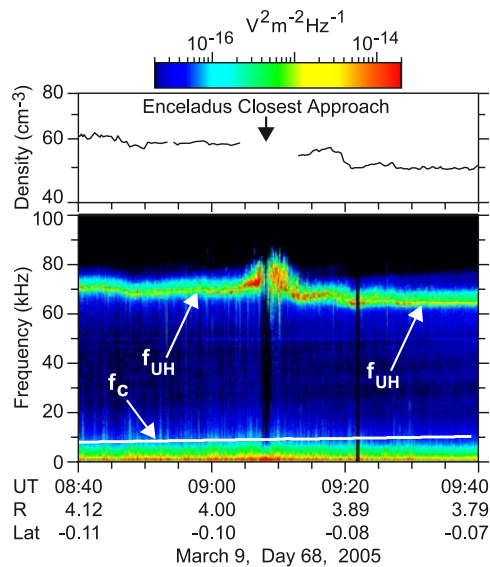 V²m⁻²Hz⁻¹
10⁻¹⁶ 10⁻¹⁴
80
Enceladus Closest Approach
60
40
Density (cm⁻³)
100
80
60
40
20
0
Frequency (kHz)
f_UH
f_UH
f_c
UT 08:40 09:00 09:20 09:40
R 4.12 4.00 3.89 3.79
Lat -0.11 -0.10 -0.08 -0.07
March 9, Day 68, 2005